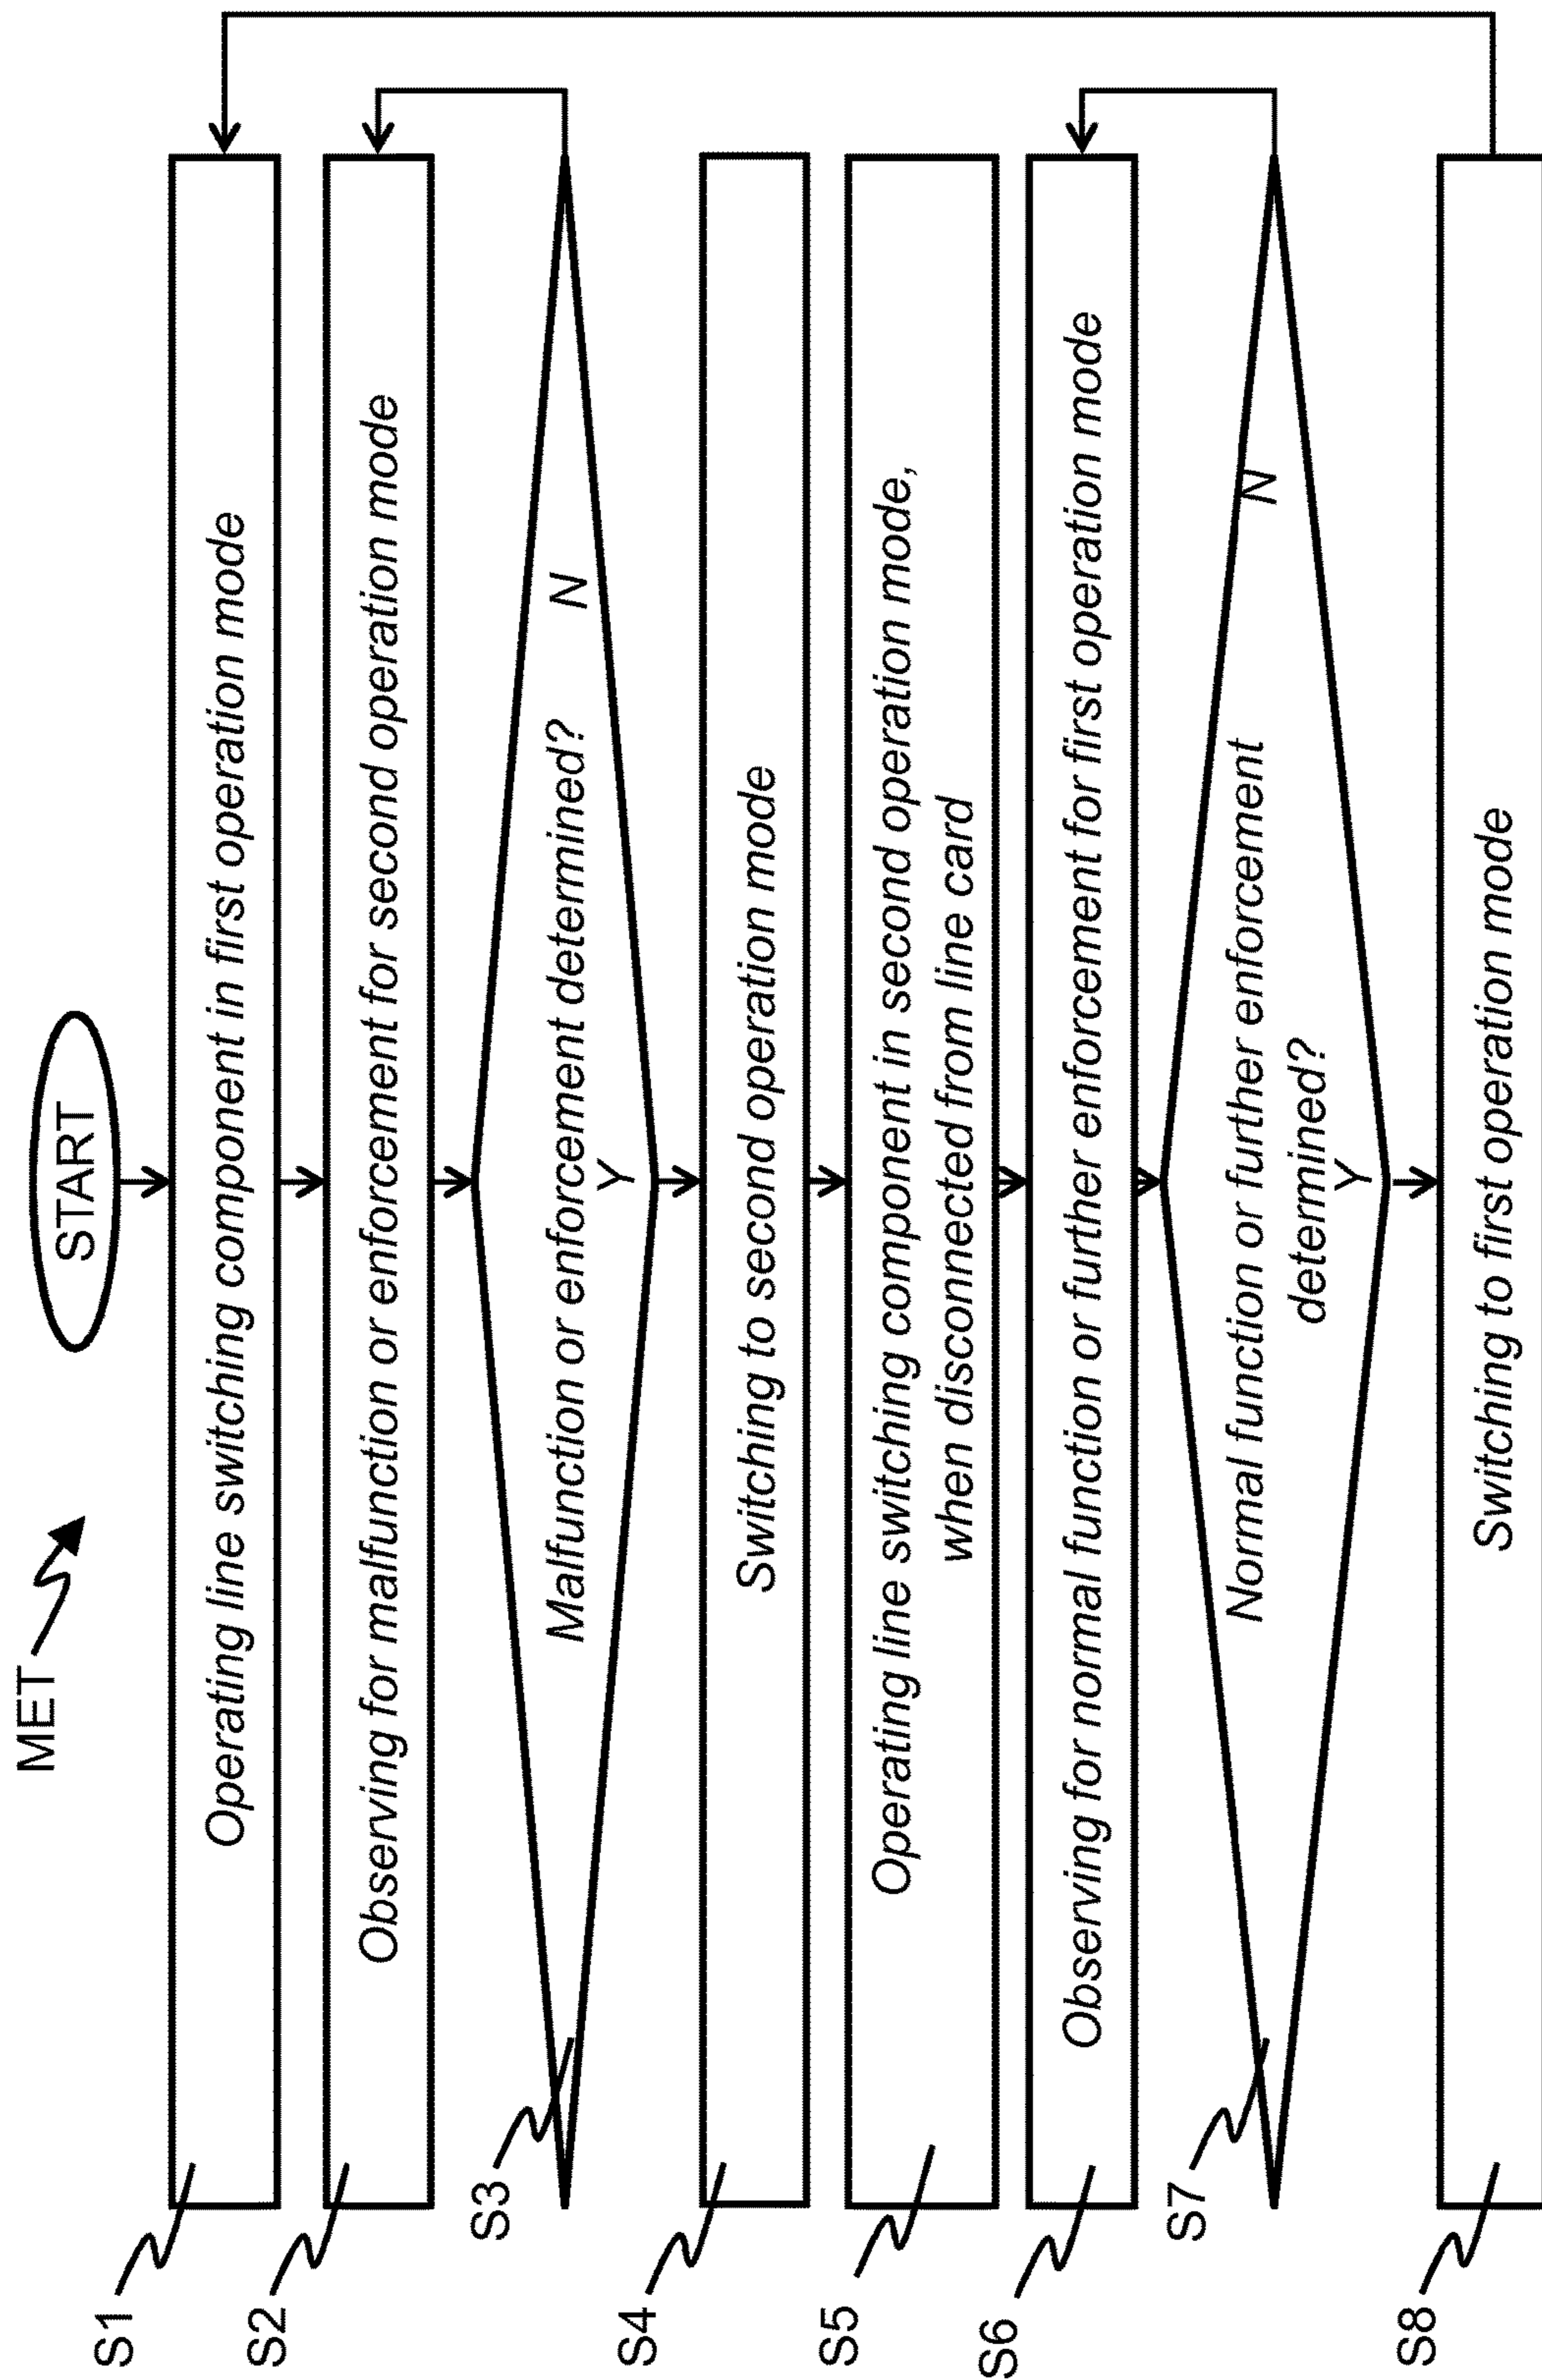 MET
START
S1
Operating line switching component in first operation mode
S2
Observing for malfunction or enforcement for second operation mode
S3
Malfunction or enforcement determined?
N
Y
S4
Switching to second operation mode
S5
Operating line switching component in second operation mode,
when disconnected from line card
S6
Observing for normal function or further enforcement for first operation mode
S7
Normal function or further enforcement
N
determined?
Y
S8
Switching to first operation mode